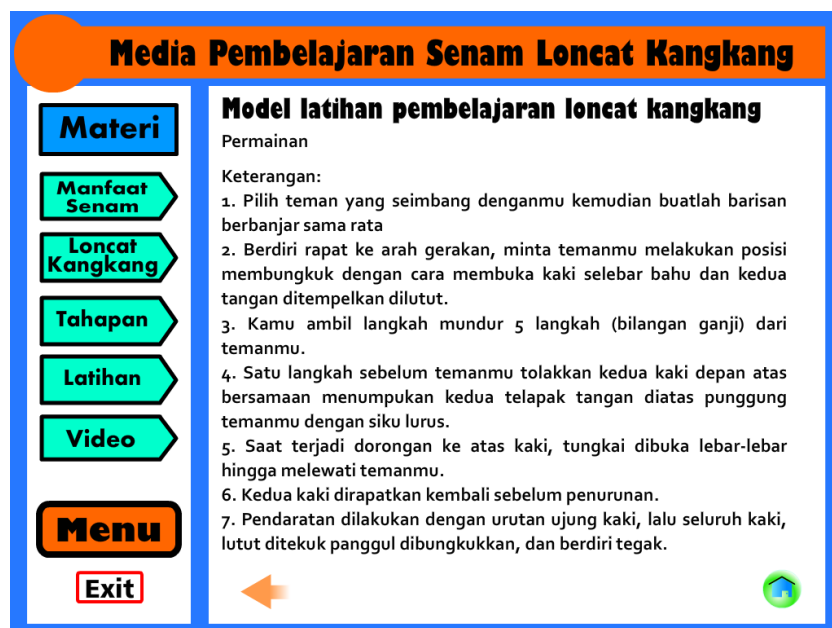 Media Pembelajaran Senam Loncat Kangkang
Materi
Manfaat
Senam
Loncat
Kangkang
Tahapan
Latihan
Video
Menu
Exit
Model latihan pembelajaran loncat kangkang
Permainan
Keterangan:
1. Pilih teman yang seimbang denganmu kemudian buatlah barisan
berbanjar sama rata
2. Berdiri rapat ke arah gerakan, minta temanmu melakukan posisi
membungkuk dengan cara membuka kaki selebar bahu dan kedua
tangan ditempelkan dilutut.
3. Kamu ambil langkah mundur 5 langkah (bilangan ganji) dari
temanmu.
4. Satu langkah sebelum temanmu tolakkan kedua kaki depan atas
bersamaan menumpukan kedua telapak tangan diatas punggung
temanmu dengan siku lurus.
5. Saat terjadi dorongan ke atas kaki, tungkai dibuka lebar-lebar
hingga melewati temanmu.
6. Kedua kaki dirapatkan kembali sebelum penurunan.
7. Pendaratan dilakukan dengan urutan ujung kaki, lalu seluruh kaki,
lutut ditekuk panggul dibungkukkan, dan berdiri tegak.